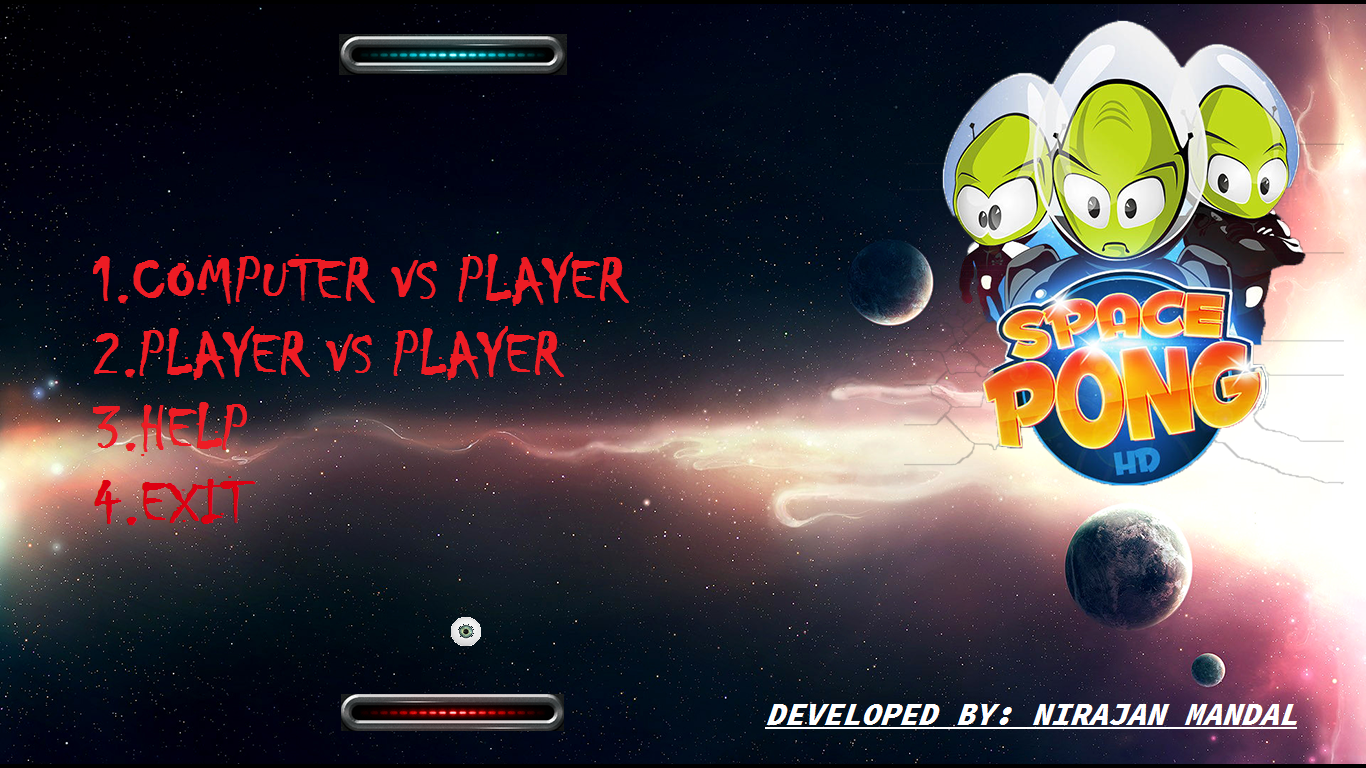 1.COMPUTER VS PLAYER
2.PLAYER VS PLAYER
3.HELP
4.EXIT
SPACE
PONG
HD
DEVELOPED BY: NIRAJAN MANDAL